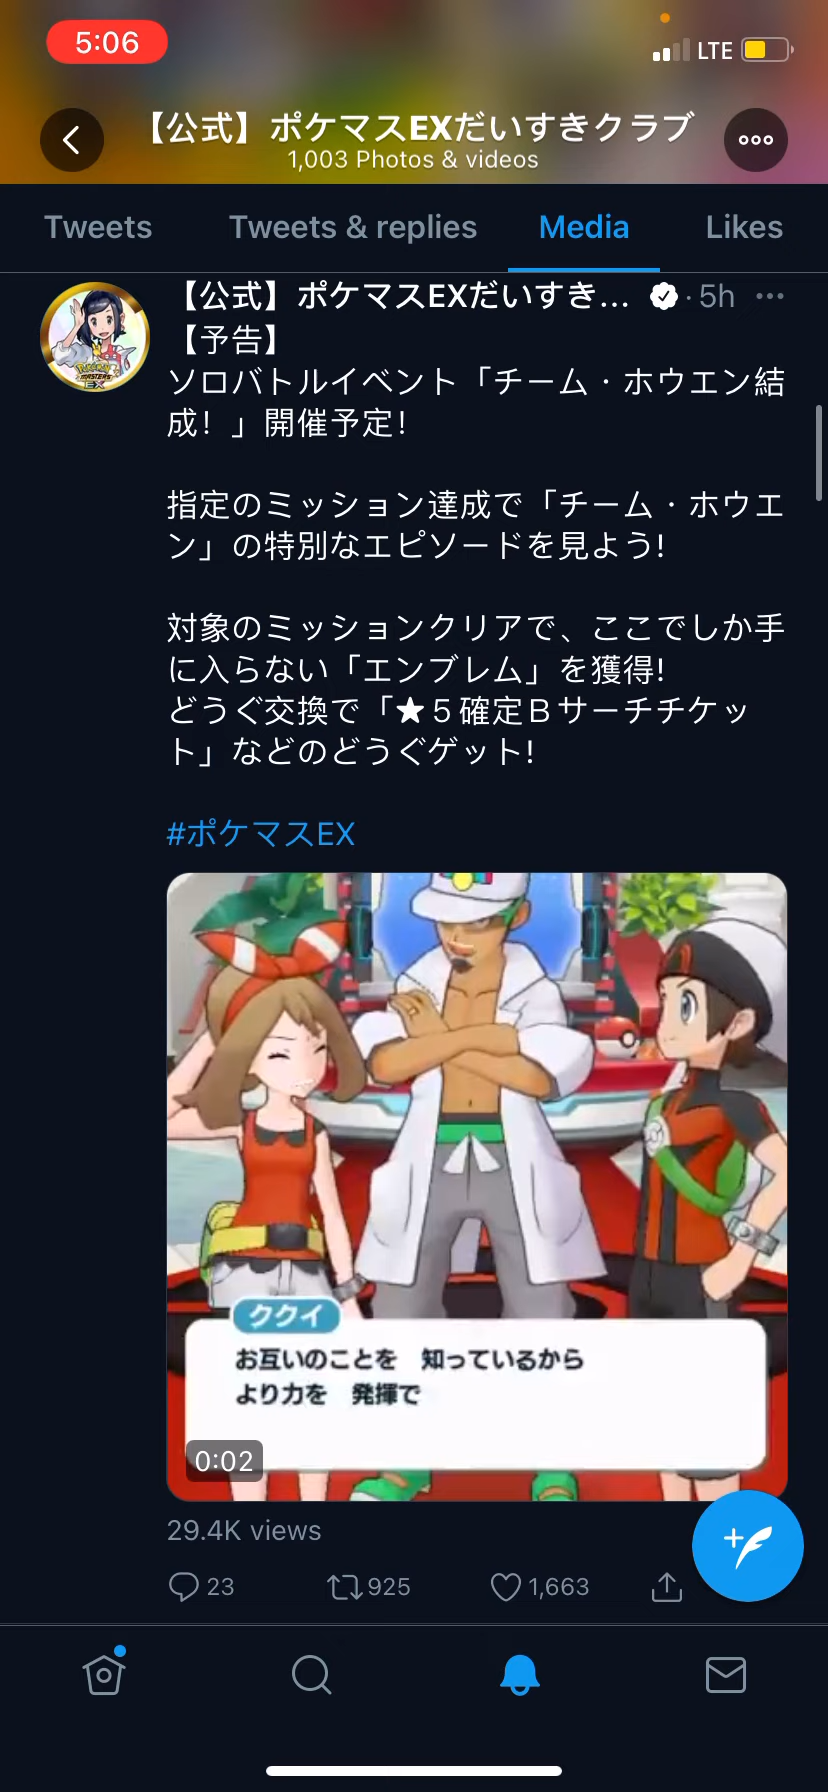 5:06
LTE
【公式】ポケマスEXだいすきクラブ
1,003 Photos & videos
Tweets
Tweets & replies
Media
Likes
【公式】ポケマスEXだいすき… · 5h
【予告】
ソロバトルイベント「チーム・ホウエン結
成！」開催予定！
指定のミッション達成で「チーム・ホウエ
ン」の特別なエピソードを見よう！
対象のミッションクリアで、ここでしか手
に入らない「エンブレム」を獲得！
どうぐ交換で「★５確定Ｂサーチチケッ
ト」などのどうぐゲット！
#ポケマスEX
ククイ
お互いのことを　知っているから
より力を　発揮で
0:02
29.4K views
23
925
1,663